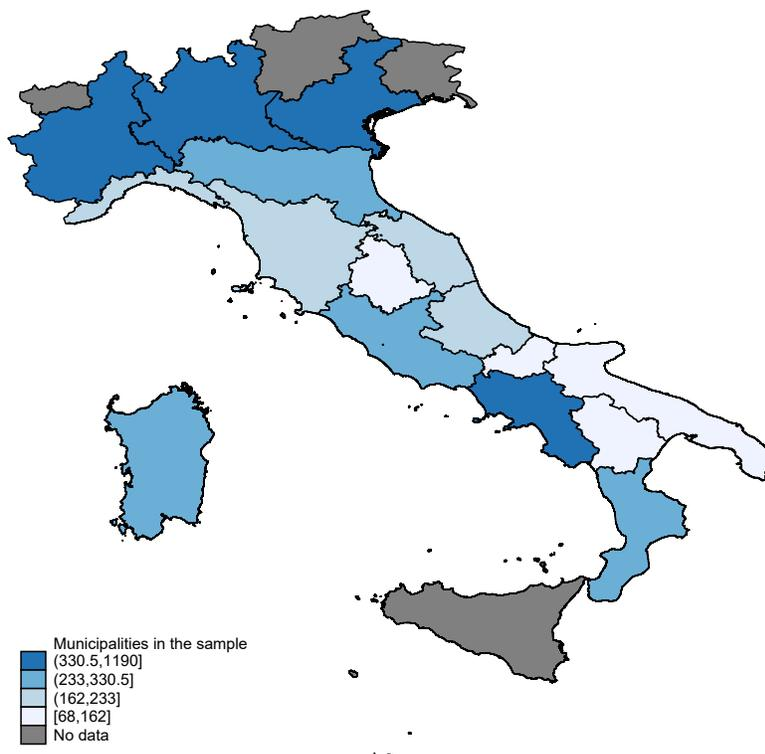 Municipalities in the sample
(330.5,1190]
(233,330.5]
(162,233]
[68,162]
No data